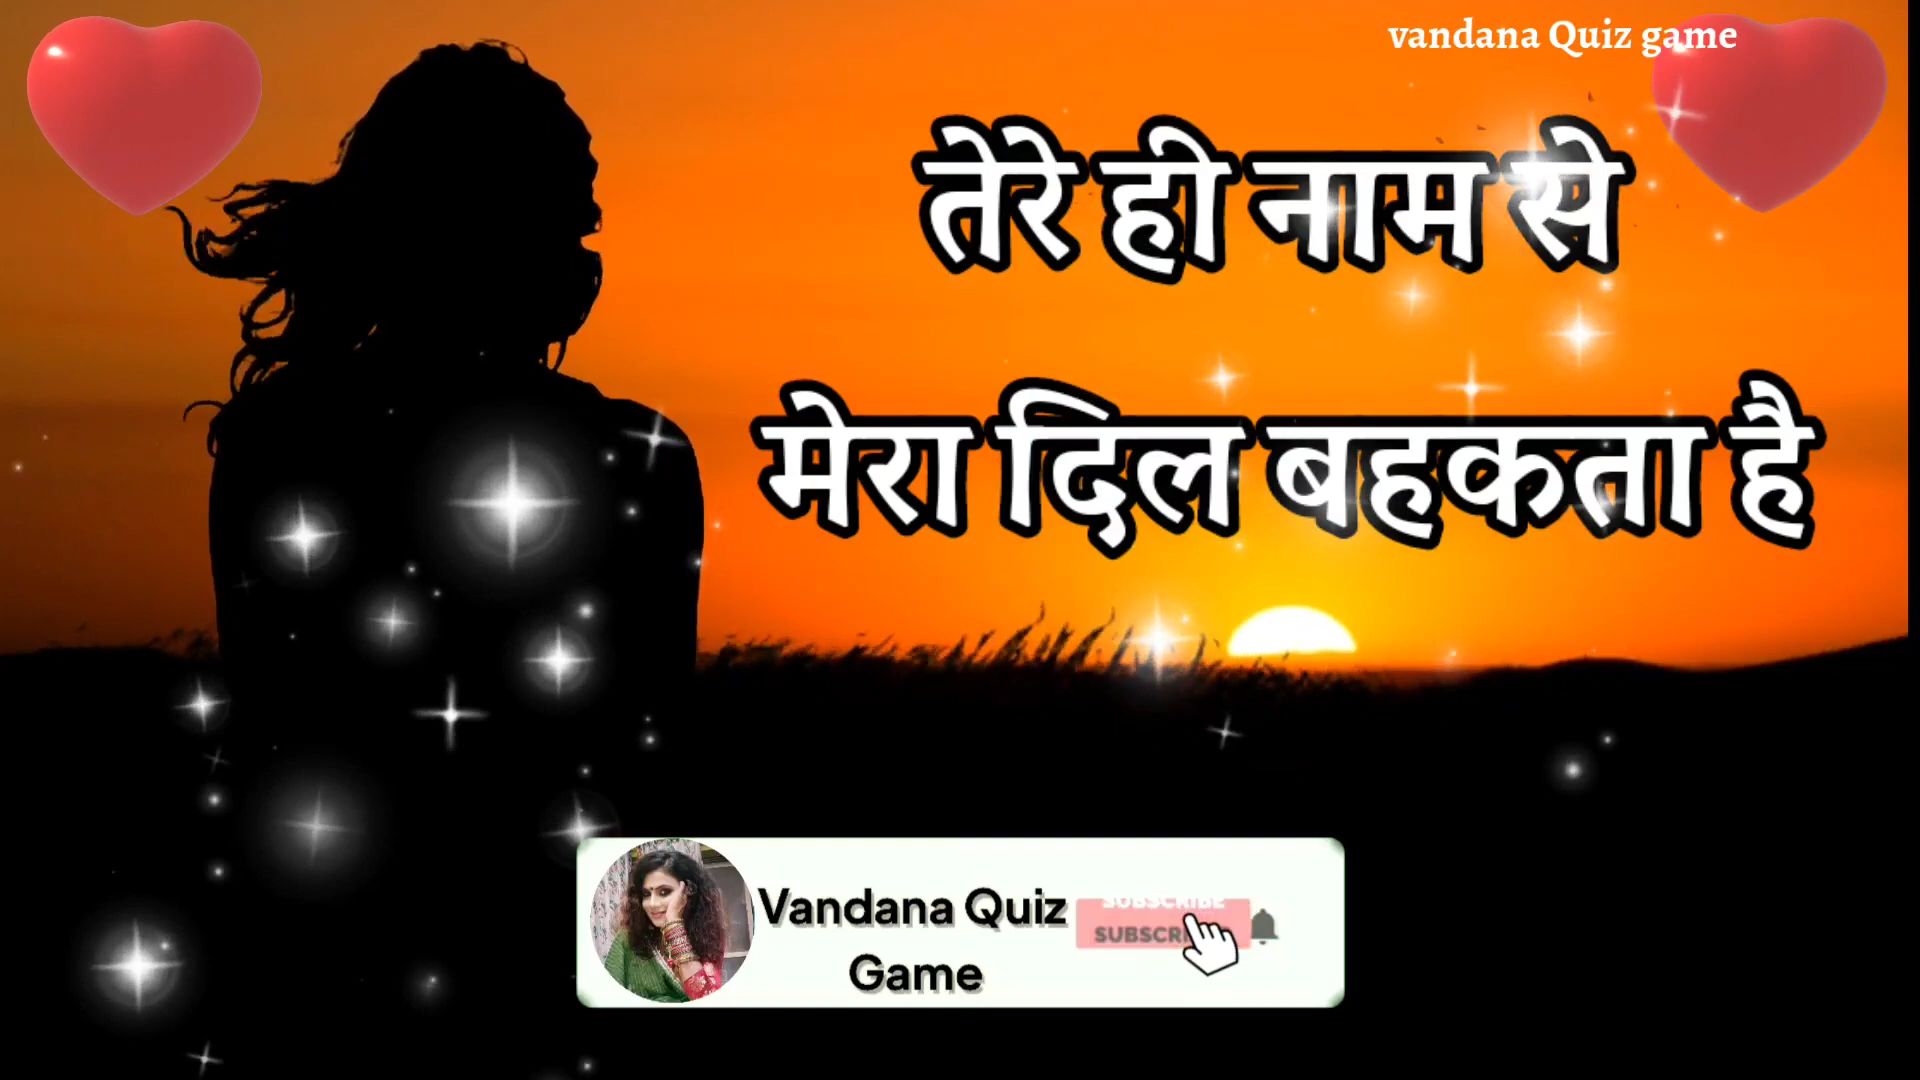 vandana Quiz game
तेरे ही नाम से
मेरा दिल बहकता है
Vandana Quiz
Game
SUBSCRIBE